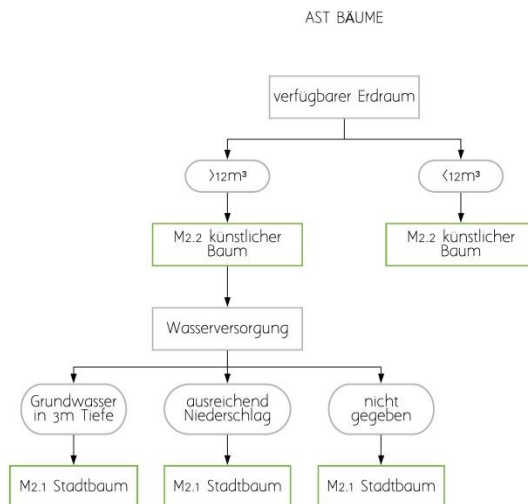 AST BÄUME
verfügbarer Erdraum
>12m³
<12m³
M2.2 künstlicher
Baum
M2.2 künstlicher
Baum
Wasserversorgung
Grundwasser
in 3m Tiefe
ausreichend
Niederschlag
nicht
gegeben
M2.1 Stadtbaum
M2.1 Stadtbaum
M2.1 Stadtbaum